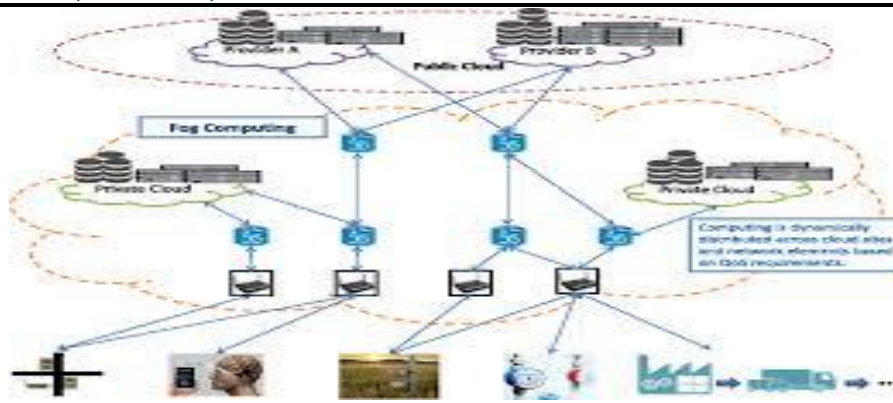 Provider A
Provider B
Public Cloud
Fog Computing
Private Cloud
Private Cloud
Computing is dynamically
distributed across cloud sites
and network elements based
on QoS requirements.